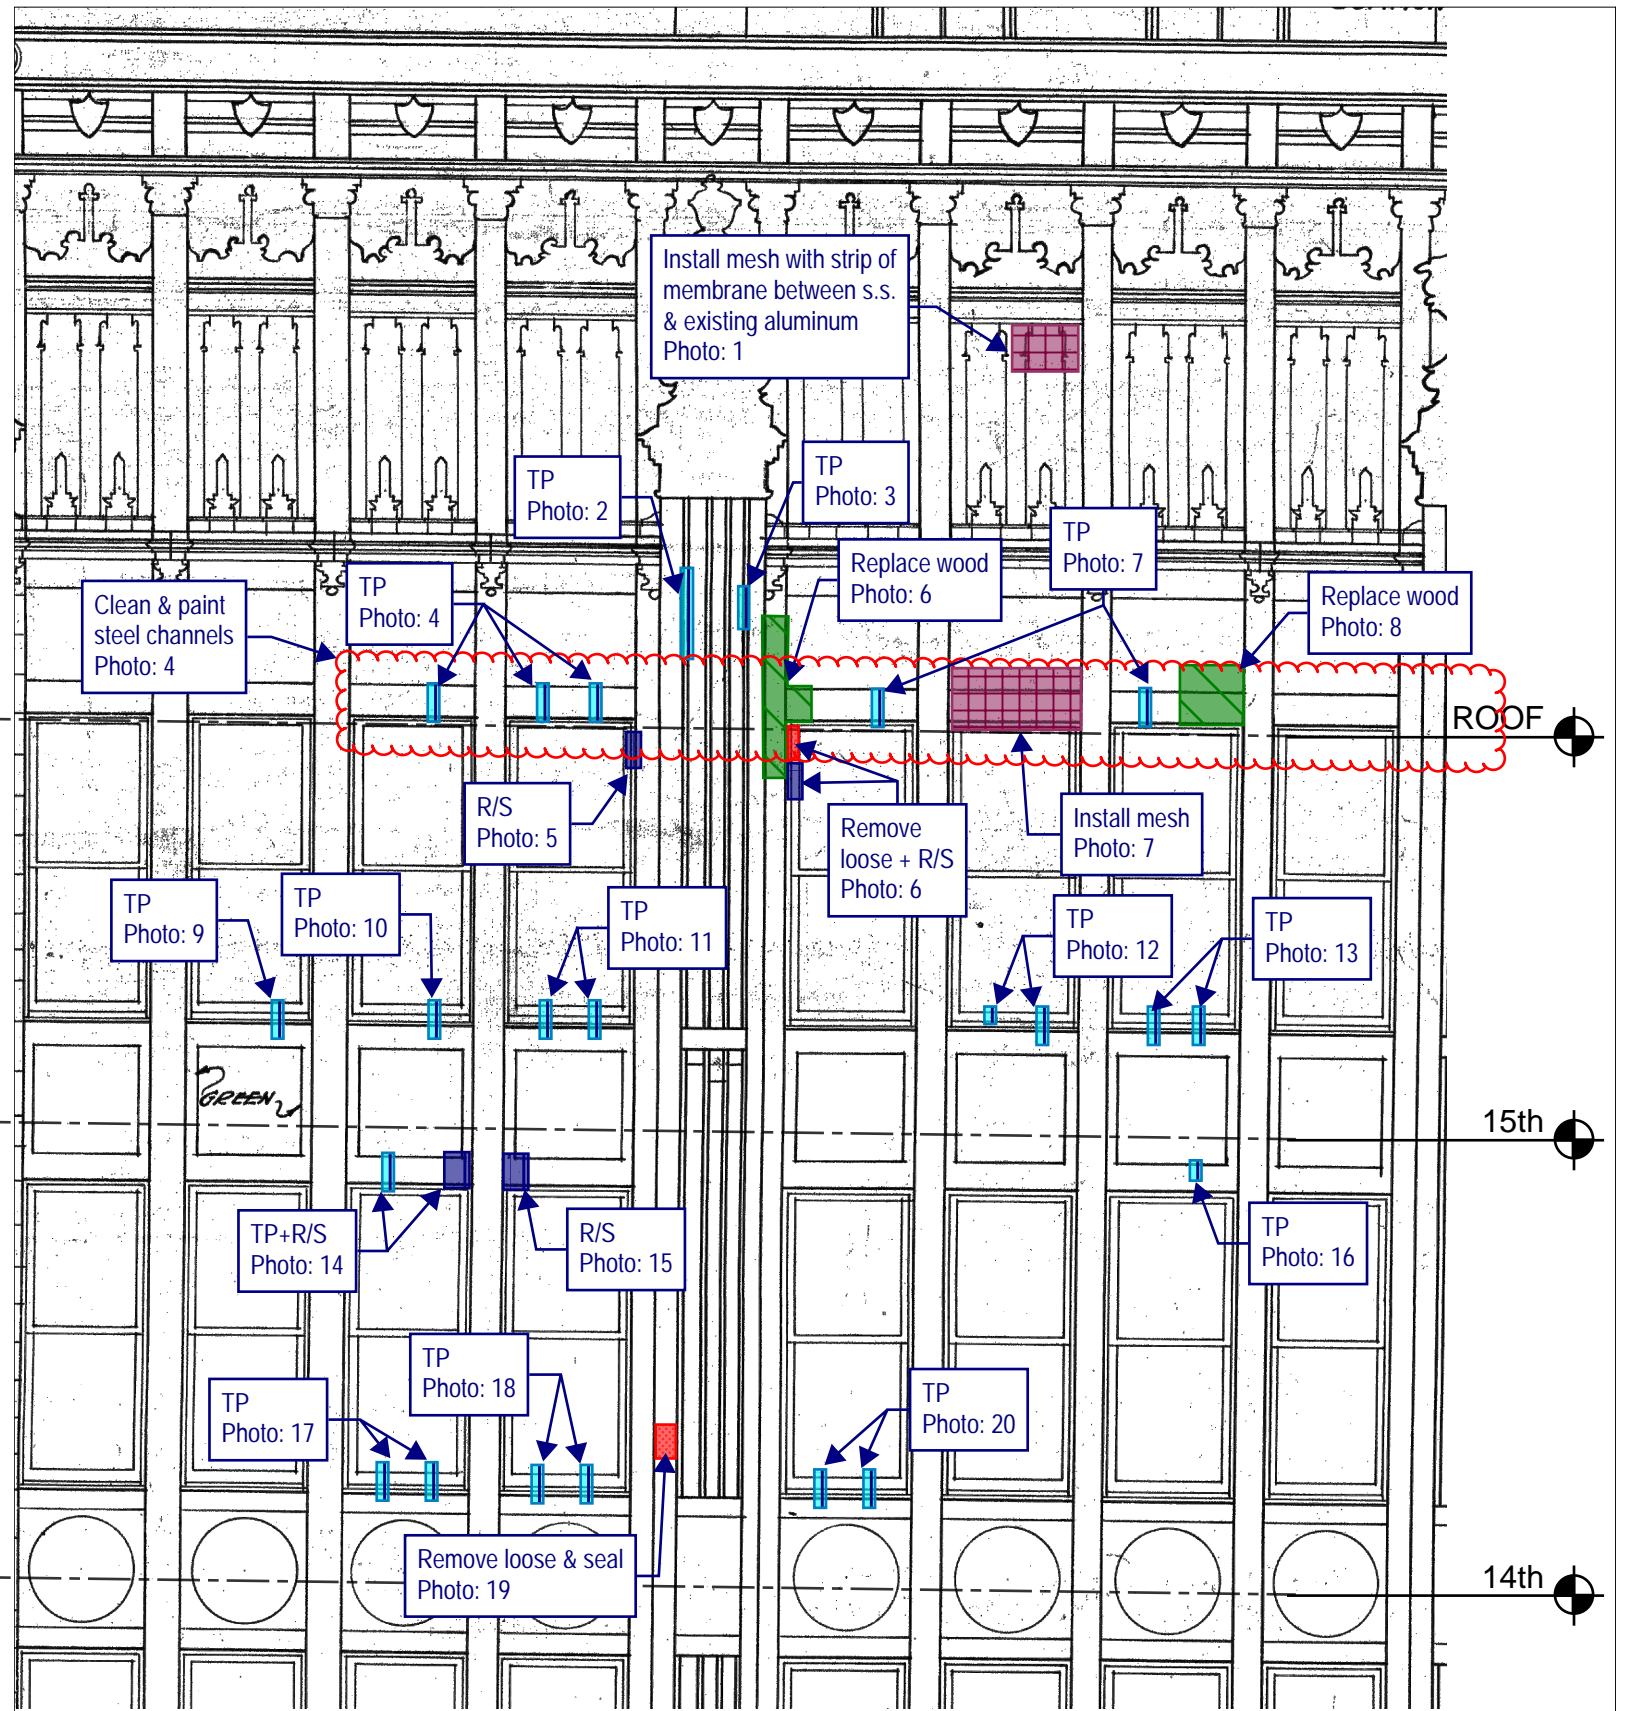 Install mesh with strip of
membrane between s.s.
& existing aluminum
Photo: 1
TP
Photo: 2
TP
Photo: 3
TP
Photo: 7
Replace wood
Photo: 6
Replace wood
Photo: 8
TP
Photo: 4
Clean & paint
steel channels
Photo: 4
ROOF
R/S
Photo: 5
Remove
loose + R/S
Photo: 6
Install mesh
Photo: 7
TP
Photo: 9
TP
Photo: 10
TP
Photo: 11
TP
Photo: 12
TP
Photo: 13
GREEN
15th
TP+R/S
Photo: 14
R/S
Photo: 15
TP
Photo: 16
TP
Photo: 17
TP
Photo: 18
TP
Photo: 20
Remove loose & seal
Photo: 19
14th